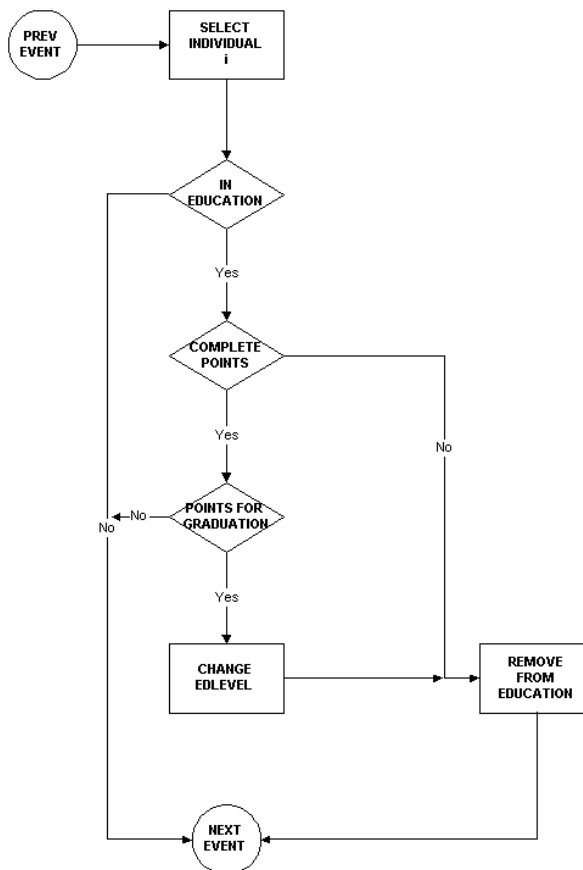 PREV
EVENT
SELECT
INDIVIDUAL
i
IN
EDUCATION
Yes
COMPLETE
POINTS
Yes
No
POINTS FOR
GRADUATION
No
No
Yes
CHANGE
EDLEVEL
REMOVE
FROM
EDUCATION
NEXT
EVENT